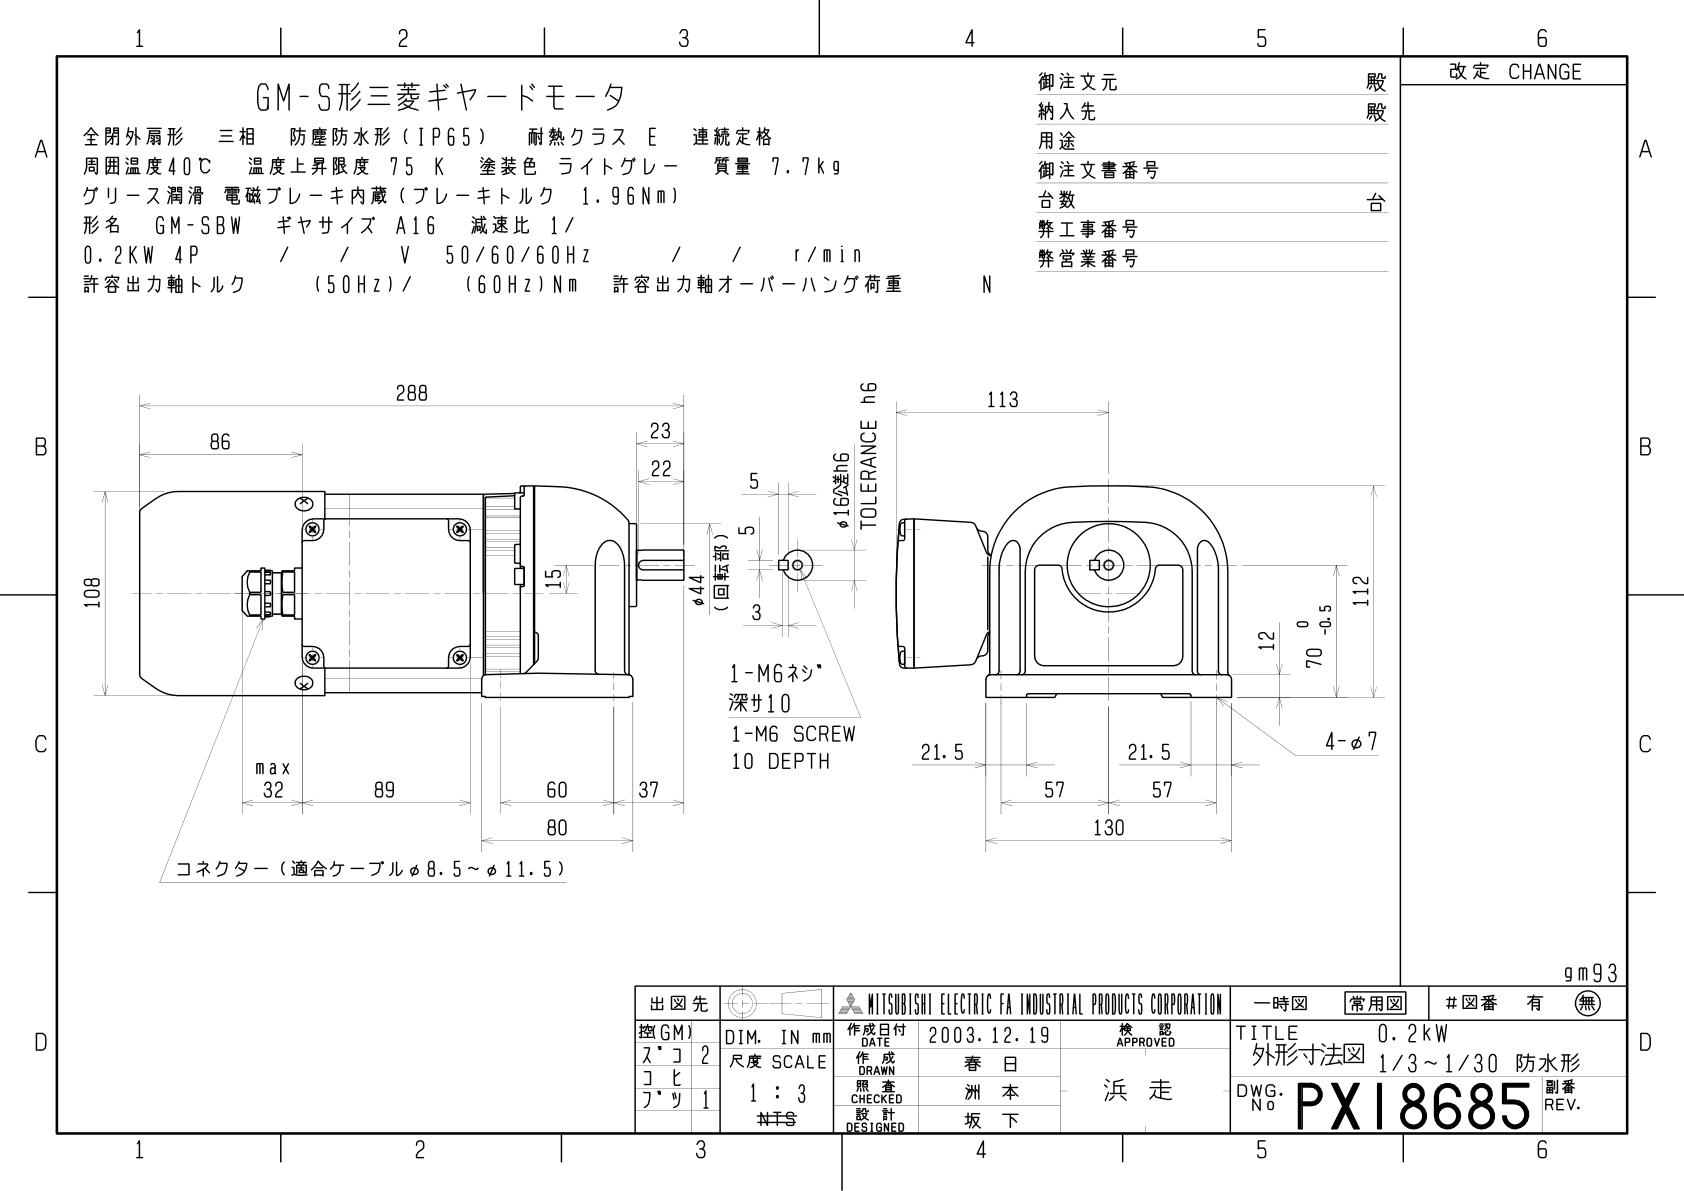 1 2 3 4 5 6
改定 CHANGE
GM-S形三菱ギヤードモータ
全閉外扇形 三相 防塵防水形(IP65) 耐熱クラス E 連続定格
周囲温度40℃ 温度上昇限度 75 K 塗装色 ライトグレー 質量 7.7kg
グリース潤滑 電磁ブレーキ内蔵(ブレーキトルク 1.96Nm)
形名 GM-SBW ギヤサイズ A16 減速比 1/
0.2KW 4P / / V 50/60/60Hz / / r/min
許容出力軸トルク (50Hz)/ (60Hz)Nm 許容出力軸オーバーハング荷重 N
御注文元 殿
納入先 殿
用途
御注文書番号
台数 台
弊工事番号
弊営業番号
A A
B B
C C
D D
288
86
23
22
108
15
φ44
(回転部)
5
5
3
φ16公差h6
TOLERANCE h6
1-M6ネジ
深サ10
1-M6 SCREW
10 DEPTH
max
32
89
60
37
80
コネクター(適合ケーブルφ8.5~φ11.5)
113
112
12
70 0 -0.5
4-φ7
21.5
21.5
57
57
130
gm93
出図先
控(GM)
ズコ 2
コヒ
ブツ 1
DIM. IN mm
尺度 SCALE
1 : 3
NTS
MITSUBISHI ELECTRIC FA INDUSTRIAL PRODUCTS CORPORATION
作成日付 DATE 2003.12.19
作成 DRAWN 春日
照査 CHECKED 洲本
設計 DESIGNED 坂下
検認 APPROVED
浜走
一時図 常用図 #図番 有 無
TITLE 0.2kW
外形寸法図 1/3~1/30 防水形
DWG. No PX18685 副番 REV.
1 2 3 4 5 6